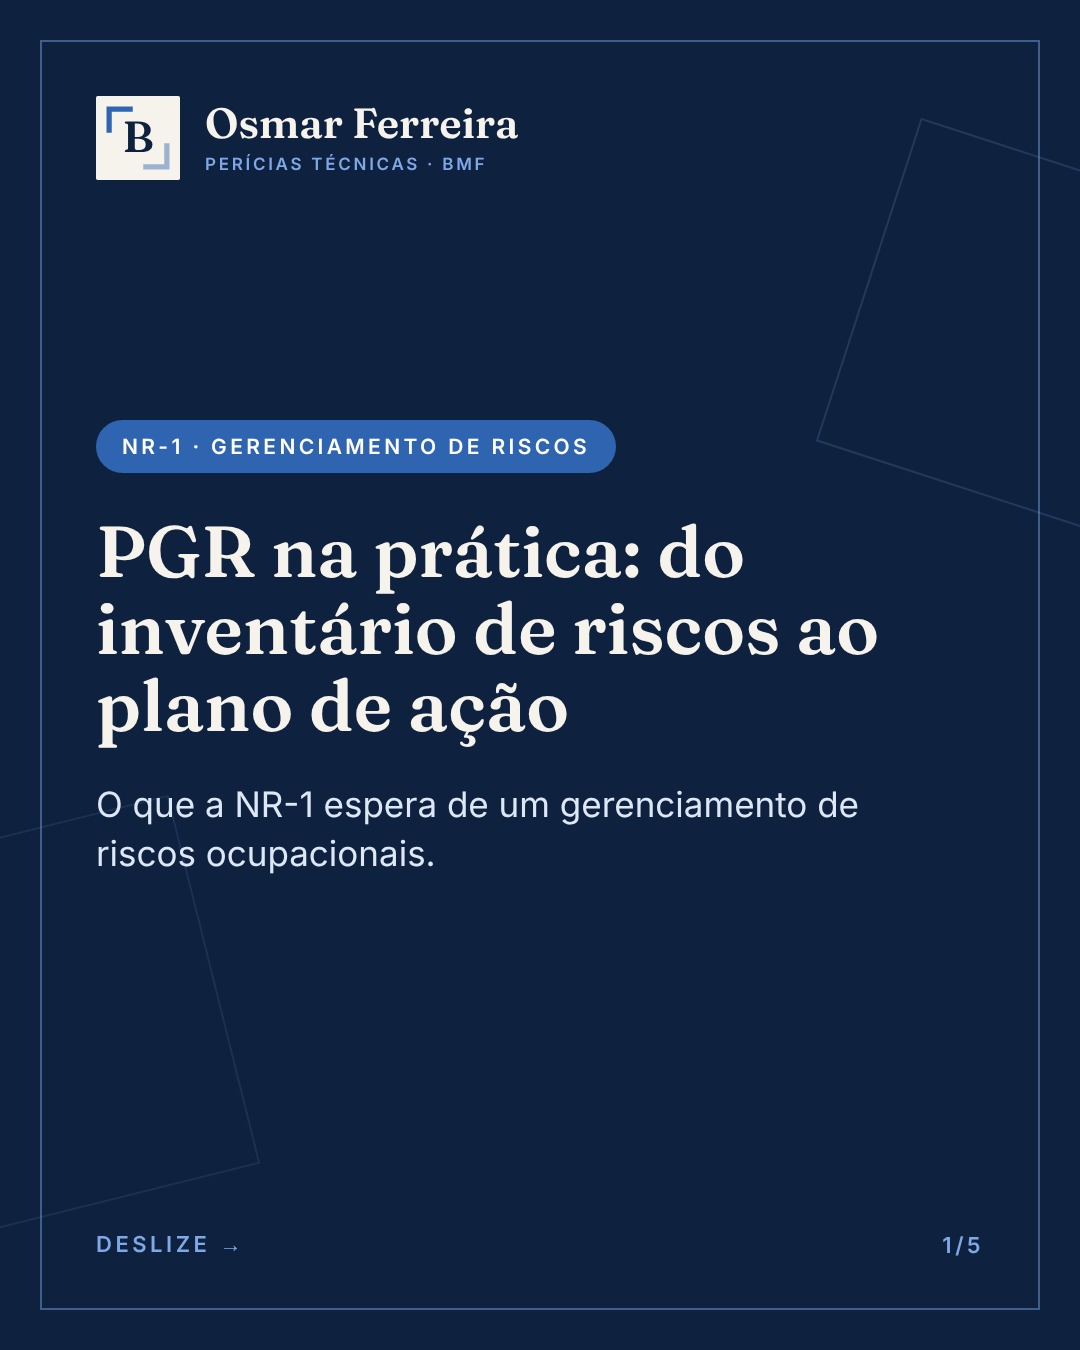 B
Osmar Ferreira
PERÍCIAS TÉCNICAS · BMF
NR-1 · GERENCIAMENTO DE RISCOS
PGR na prática: do
inventário de riscos ao
plano de ação
O que a NR-1 espera de um gerenciamento de
riscos ocupacionais.
DESLIZE →
1/5